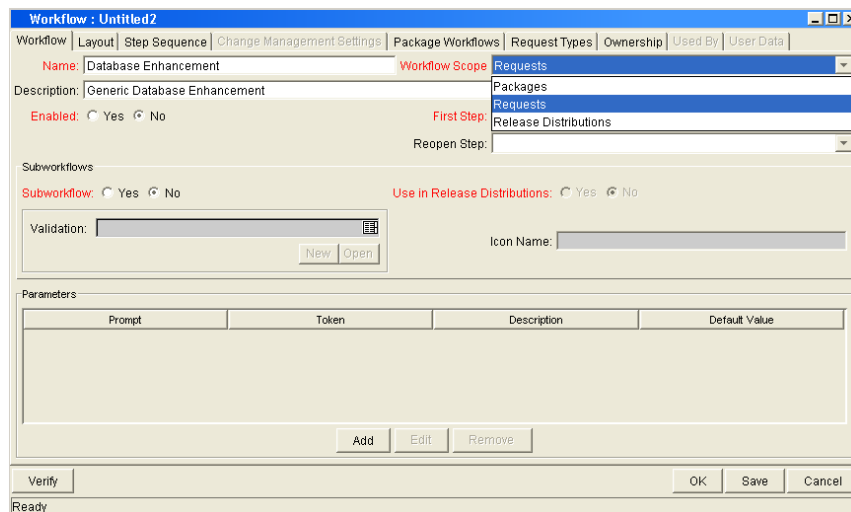 Workflow : Untitled2
Workflow Layout Step Sequence Change Management Settings Package Workflows Request Types Ownership Used By User Data
Name: Database Enhancement Workflow Scope Requests
Packages
Description: Generic Database Enhancement
Requests
Enabled: Yes No First Step:
Release Distributions
Reopen Step:
Subworkflows
Subworkflow: Yes No Use in Release Distributions: Yes No
Validation:
Icon Name:
New Open
Parameters
Prompt Token Description Default Value
Add Edit Remove
Verify OK Save Cancel
Ready